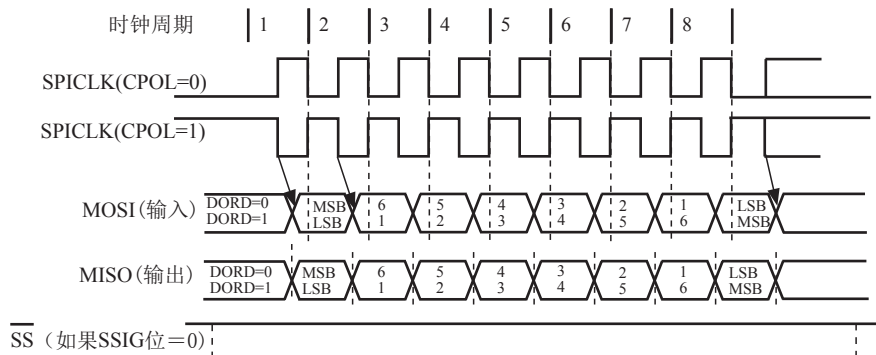 时钟周期 1 2 3 4 5 6 7 8
SPICLK(CPOL=0)
SPICLK(CPOL=1)
MOSI(输入) DORD=0 MSB 6 5 4 3 2 1 LSB
DORD=1 LSB 1 2 3 4 5 6 MSB
MISO(输出) DORD=0 MSB 6 5 4 3 2 1 LSB
DORD=1 LSB 1 2 3 4 5 6 MSB
SS (如果SSIG位=0)